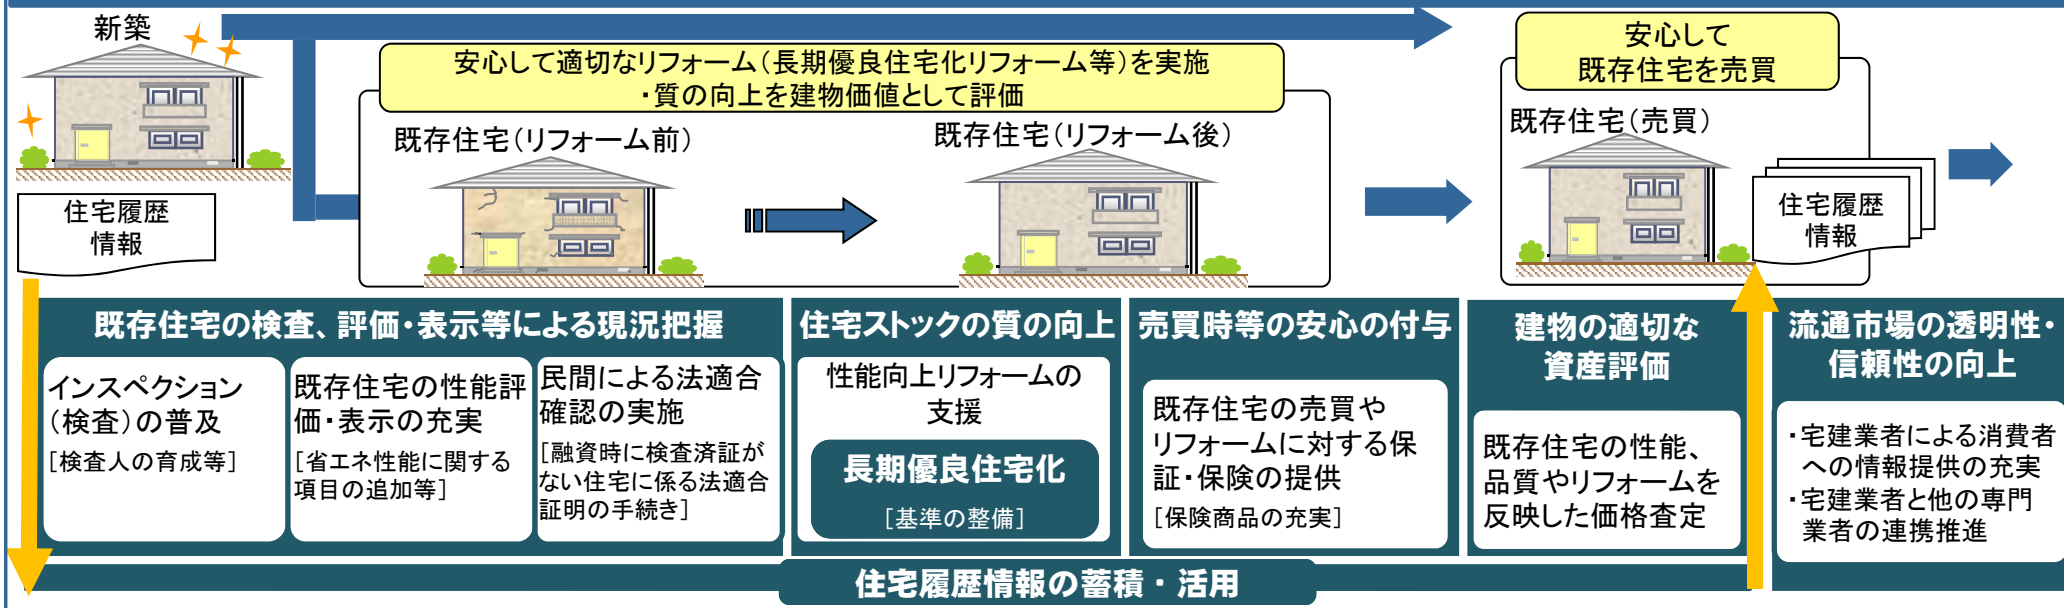 新築
安心して適切なリフォーム（長期優良住宅化リフォーム等）を実施
・質の向上を建物価値として評価
安心して
既存住宅を売買
既存住宅（リフォーム前）
既存住宅（リフォーム後）
既存住宅（売買）
住宅履歴
情報
住宅履歴
情報
既存住宅の検査、評価・表示等による現況把握
インスペクション
（検査）の普及
［検査人の育成等］
既存住宅の性能評
価・表示の充実
［省エネ性能に関する
項目の追加等］
民間による法適合
確認の実施
［融資時に検査済証が
ない住宅に係る法適合
証明の手続き］
住宅ストックの質の向上
性能向上リフォームの
支援
長期優良住宅化
［基準の整備］
売買時等の安心の付与
既存住宅の売買や
リフォームに対する保
証・保険の提供
［保険商品の充実］
建物の適切な
資産評価
既存住宅の性能、
品質やリフォームを
反映した価格査定
流通市場の透明性・
信頼性の向上
・宅建業者による消費者
への情報提供の充実
・宅建業者と他の専門
業者の連携推進
住宅履歴情報の蓄積・活用